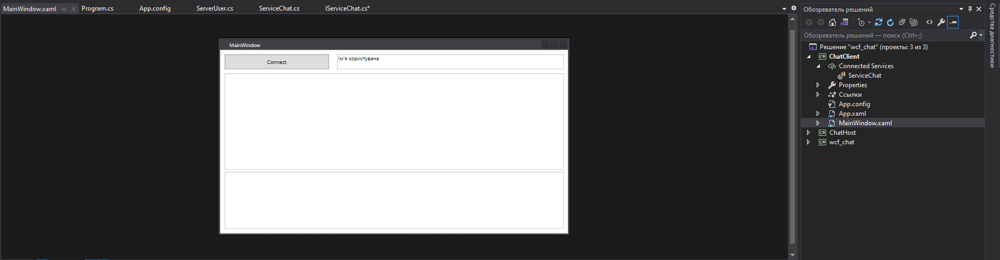 MainWindow.xaml
Program.cs
App.config
ServerUser.cs
ServiceChat.cs
IServiceChat.cs*
MainWindow
Connect
Ім'я користувача
Обозреватель решений
Обозреватель решений — поиск (Ctrl+;)
Решение "wcf_chat" (проекты: 3 из 3)
ChatClient
Connected Services
ServiceChat
Properties
Ссылки
App.config
App.xaml
MainWindow.xaml
ChatHost
wcf_chat
Средства диагностики